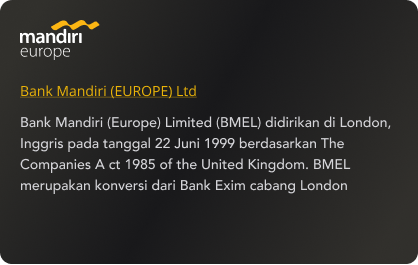 mandiri
europe
Bank Mandiri (EUROPE) Ltd
Bank Mandiri (Europe) Limited (BMEL) didirikan di London,
Inggris pada tanggal 22 Juni 1999 berdasarkan The
Companies A ct 1985 of the United Kingdom. BMEL
merupakan konversi dari Bank Exim cabang London